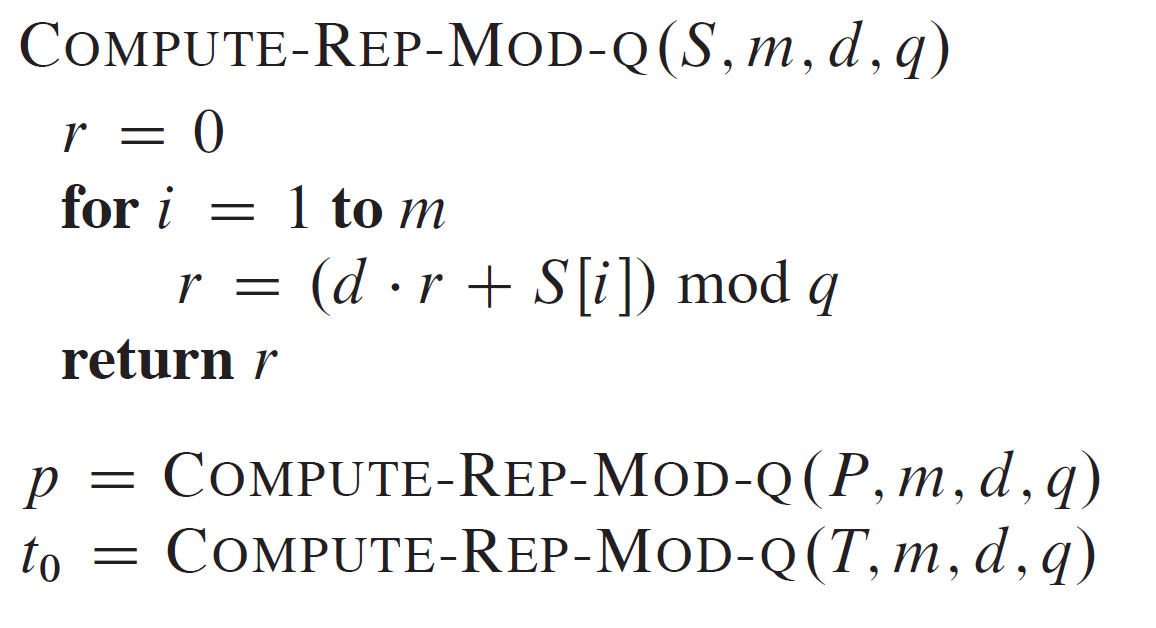 COMPUTE-REP-MOD-Q(S, m, d, q)
r = 0
for i = 1 to m
r = (d · r + S[i]) mod q
return r
p = COMPUTE-REP-MOD-Q(P, m, d, q)
t₀ = COMPUTE-REP-MOD-Q(T, m, d, q)